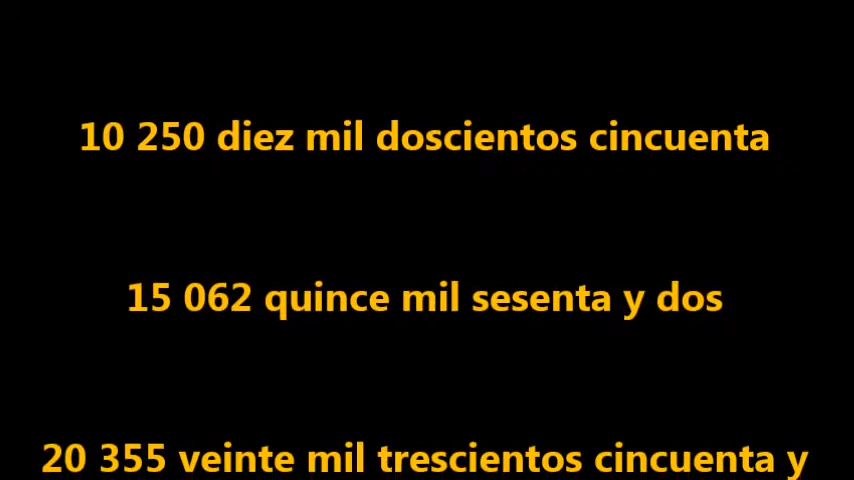 10 250 diez mil doscientos cincuenta
15 062 quince mil sesenta y dos
20 355 veinte mil trescientos cincuenta y